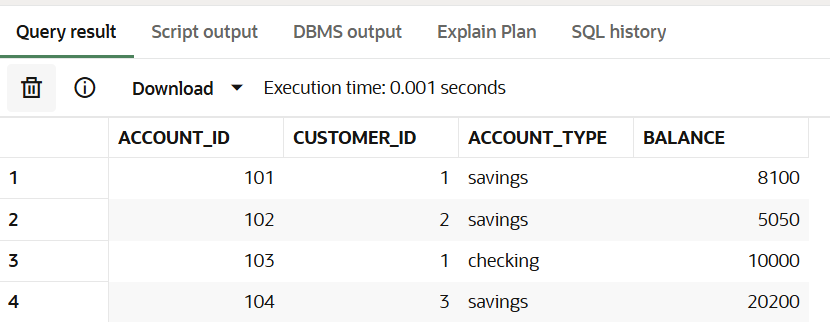 Query result Script output DBMS output Explain Plan SQL history
Download Execution time: 0.001 seconds
ACCOUNT_ID CUSTOMER_ID ACCOUNT_TYPE BALANCE
1 101 1 savings 8100
2 102 2 savings 5050
3 103 1 checking 10000
4 104 3 savings 20200